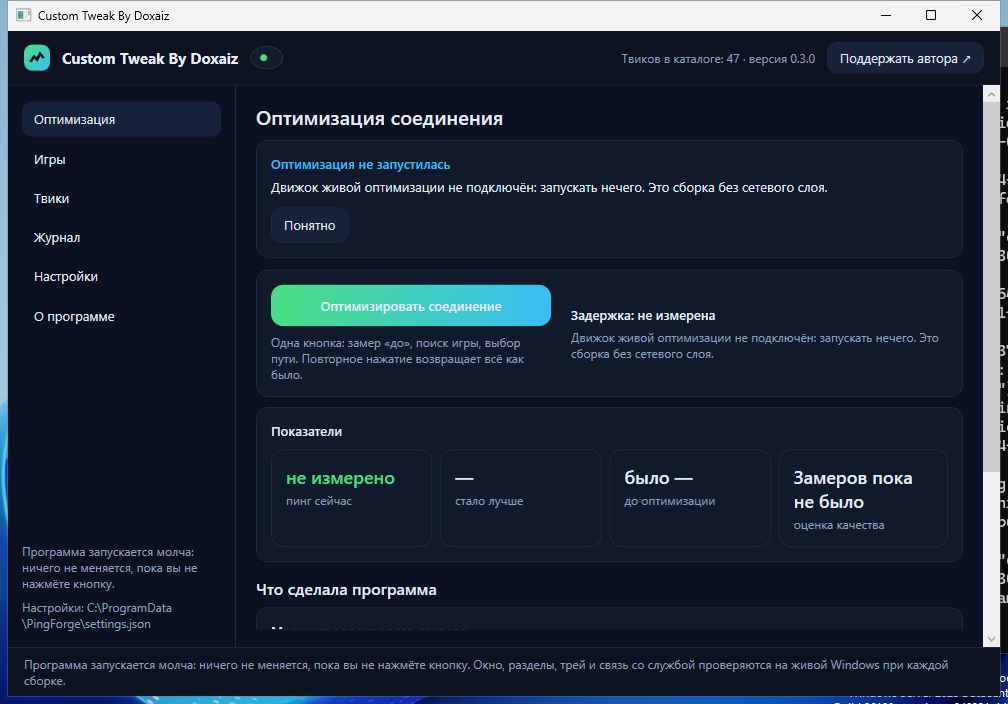 Custom Tweak By Doxaiz
Custom Tweak By Doxaiz
Твиков в каталоге: 47 · версия 0.3.0
Поддержать автора ↗
Оптимизация
Игры
Твики
Журнал
Настройки
О программе
Программа запускается молча:
ничего не меняется, пока вы не
нажмёте кнопку.
Настройки: C:\ProgramData
\PingForge\settings.json
Оптимизация соединения
Оптимизация не запустилась
Движок живой оптимизации не подключён: запускать нечего. Это сборка без сетевого слоя.
Понятно
Оптимизировать соединение
Одна кнопка: замер «до», поиск игры, выбор
пути. Повторное нажатие возвращает всё как
было.
Задержка: не измерена
Движок живой оптимизации не подключён: запускать нечего. Это
сборка без сетевого слоя.
Показатели
не измерено
пинг сейчас
—
стало лучше
было —
до оптимизации
Замеров пока
не было
оценка качества
Что сделала программа
Программа запускается молча: ничего не меняется, пока вы не нажмёте кнопку. Окно, разделы, трей и связь со службой проверяются на живой Windows при каждой
сборке.